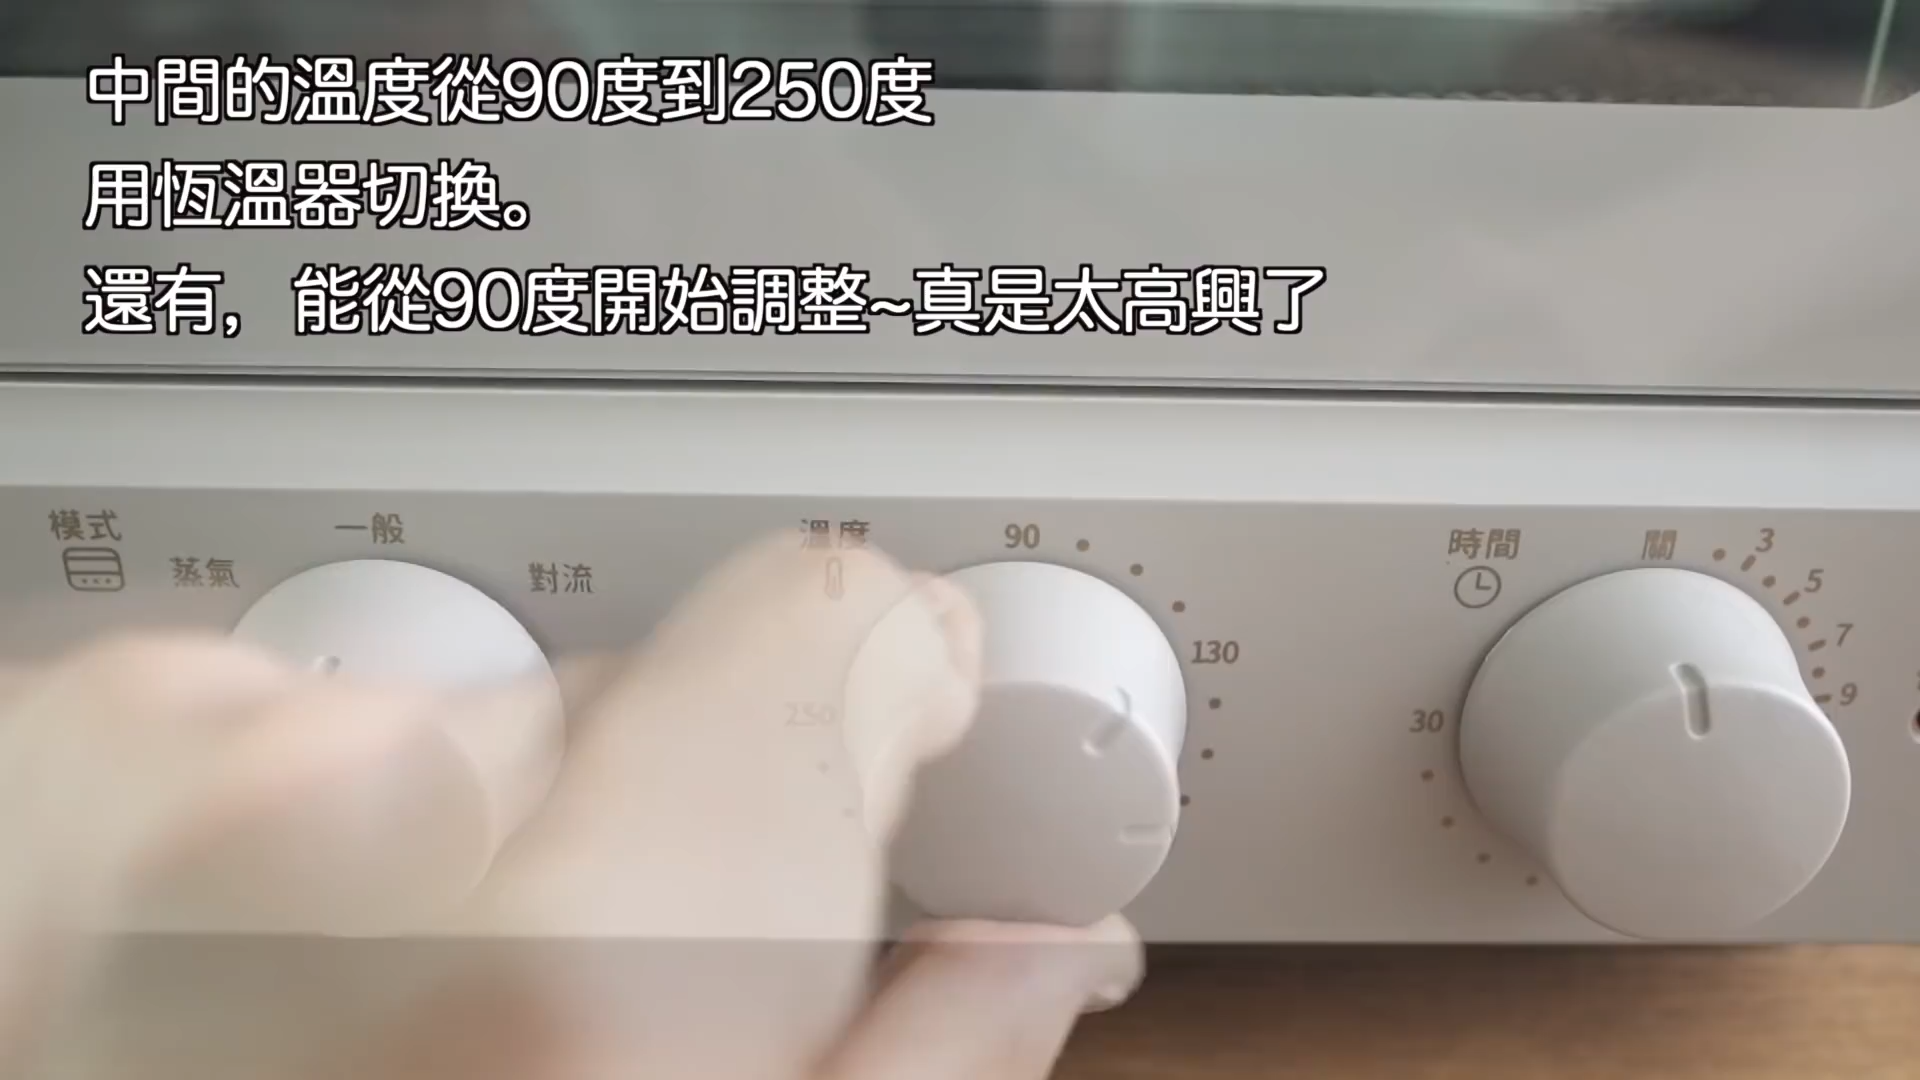 中間的溫度從90度到250度
用恆溫器切換。
還有，能從90度開始調整~真是太高興了
模式
蒸氣
一般
對流
溫度
90
130
250
時間
關
3
5
7
9
30